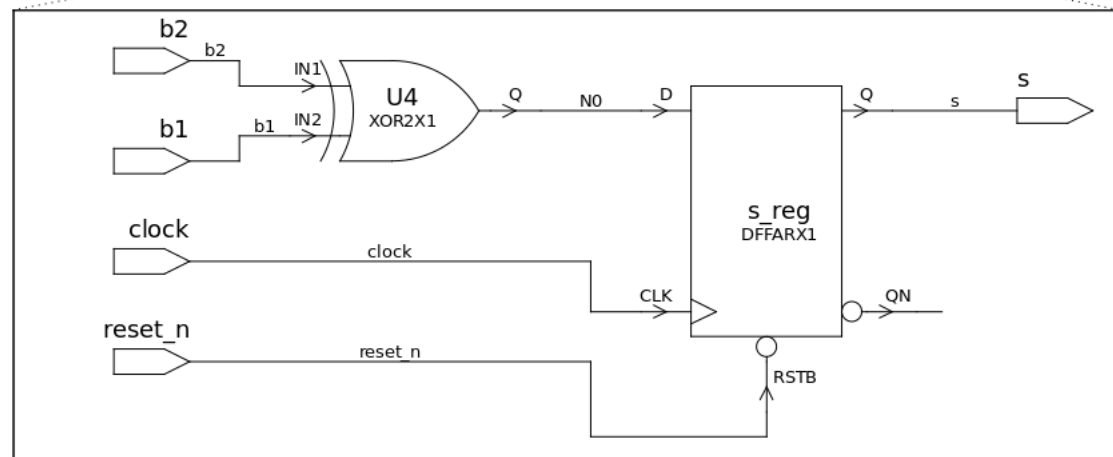 b2
b2
IN1
U4
XOR2X1
Q
N0
D
Q
s
s
b1
b1
IN2
s_reg
DFFARX1
clock
clock
CLK
QN
reset_n
reset_n
RSTB